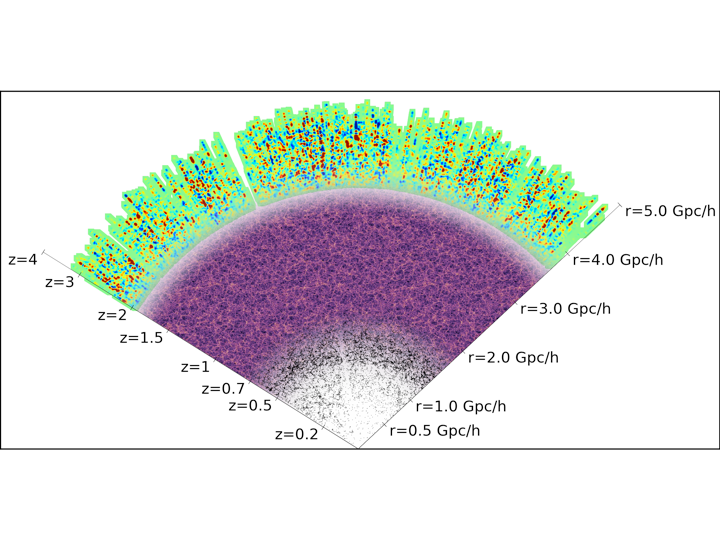 z=4
z=3
z=2
z=1.5
z=1
z=0.7
z=0.5
z=0.2
r=5.0 Gpc/h
r=4.0 Gpc/h
r=3.0 Gpc/h
r=2.0 Gpc/h
r=1.0 Gpc/h
r=0.5 Gpc/h